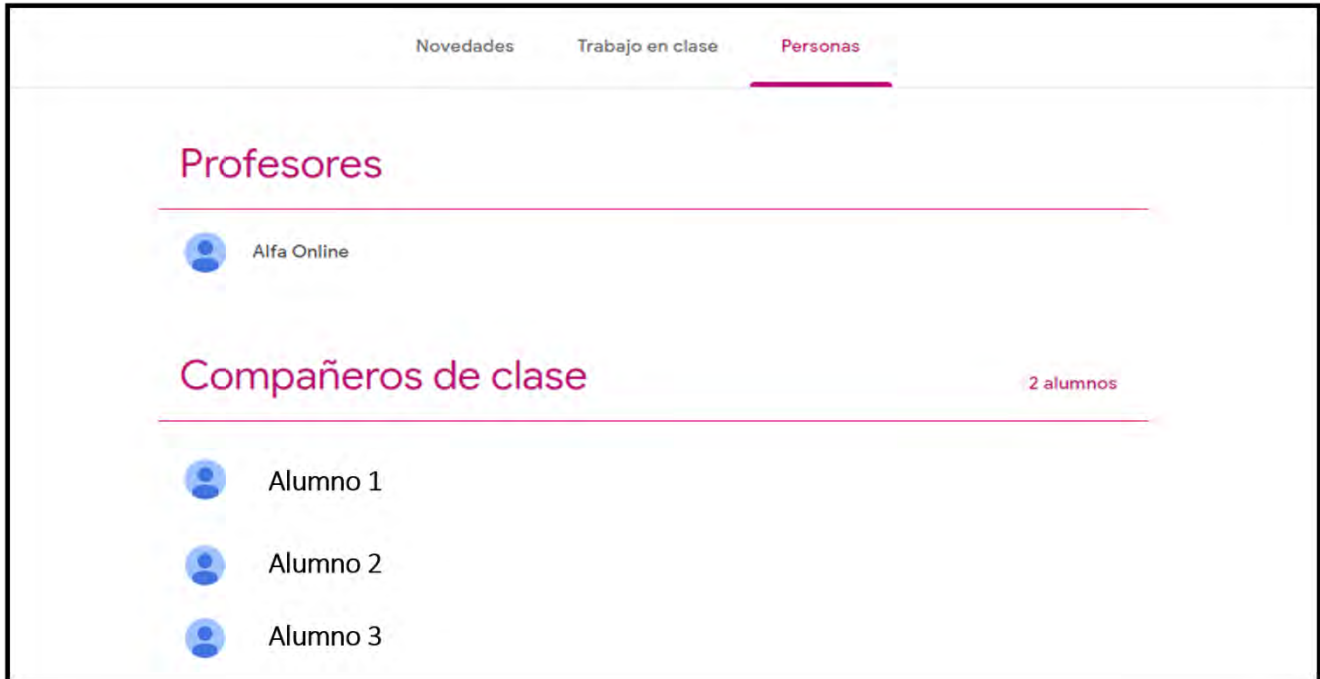 Novedades Trabajo en clase Personas
Profesores
Alfa Online
Compañeros de clase 2 alumnos
Alumno 1
Alumno 2
Alumno 3